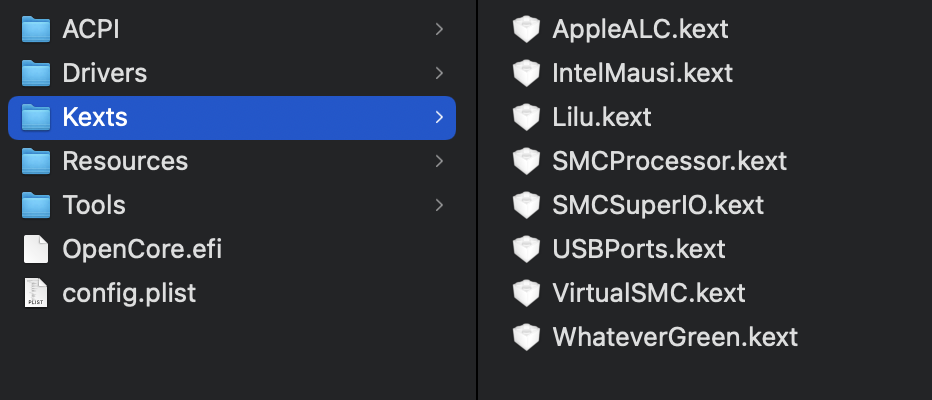 ACPI
Drivers
Kexts
Resources
Tools
OpenCore.efi
PLIST
config.plist
AppleALC.kext
IntelMausi.kext
Lilu.kext
SMCProcessor.kext
SMCSuperIO.kext
USBPorts.kext
VirtualSMC.kext
WhateverGreen.kext